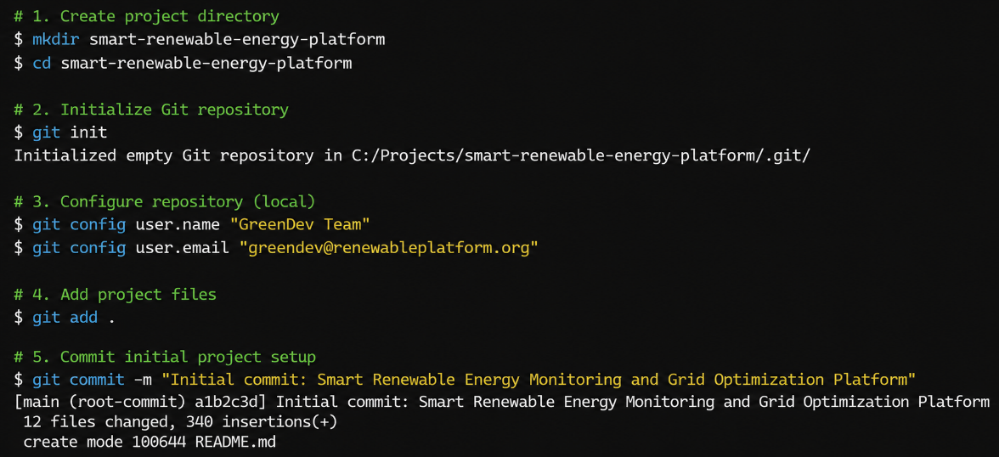 # 1. Create project directory
$ mkdir smart-renewable-energy-platform
$ cd smart-renewable-energy-platform
# 2. Initialize Git repository
$ git init
Initialized empty Git repository in C:/Projects/smart-renewable-energy-platform/.git/
# 3. Configure repository (local)
$ git config user.name "GreenDev Team"
$ git config user.email "greendev@renewableplatform.org"
# 4. Add project files
$ git add .
# 5. Commit initial project setup
$ git commit -m "Initial commit: Smart Renewable Energy Monitoring and Grid Optimization Platform"
[main (root-commit) a1b2c3d] Initial commit: Smart Renewable Energy Monitoring and Grid Optimization Platform
12 files changed, 340 insertions(+)
create mode 100644 README.md